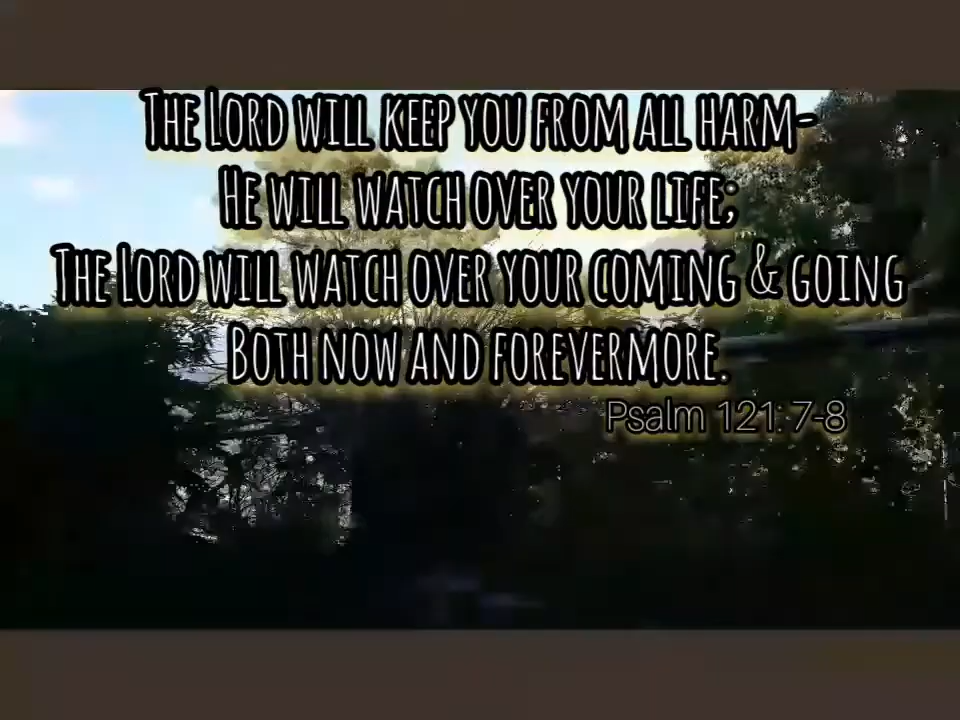 The Lord will keep you from all harm-
He will watch over your life;
The Lord will watch over your coming & going
Both now and forevermore.
Psalm 121:7-8